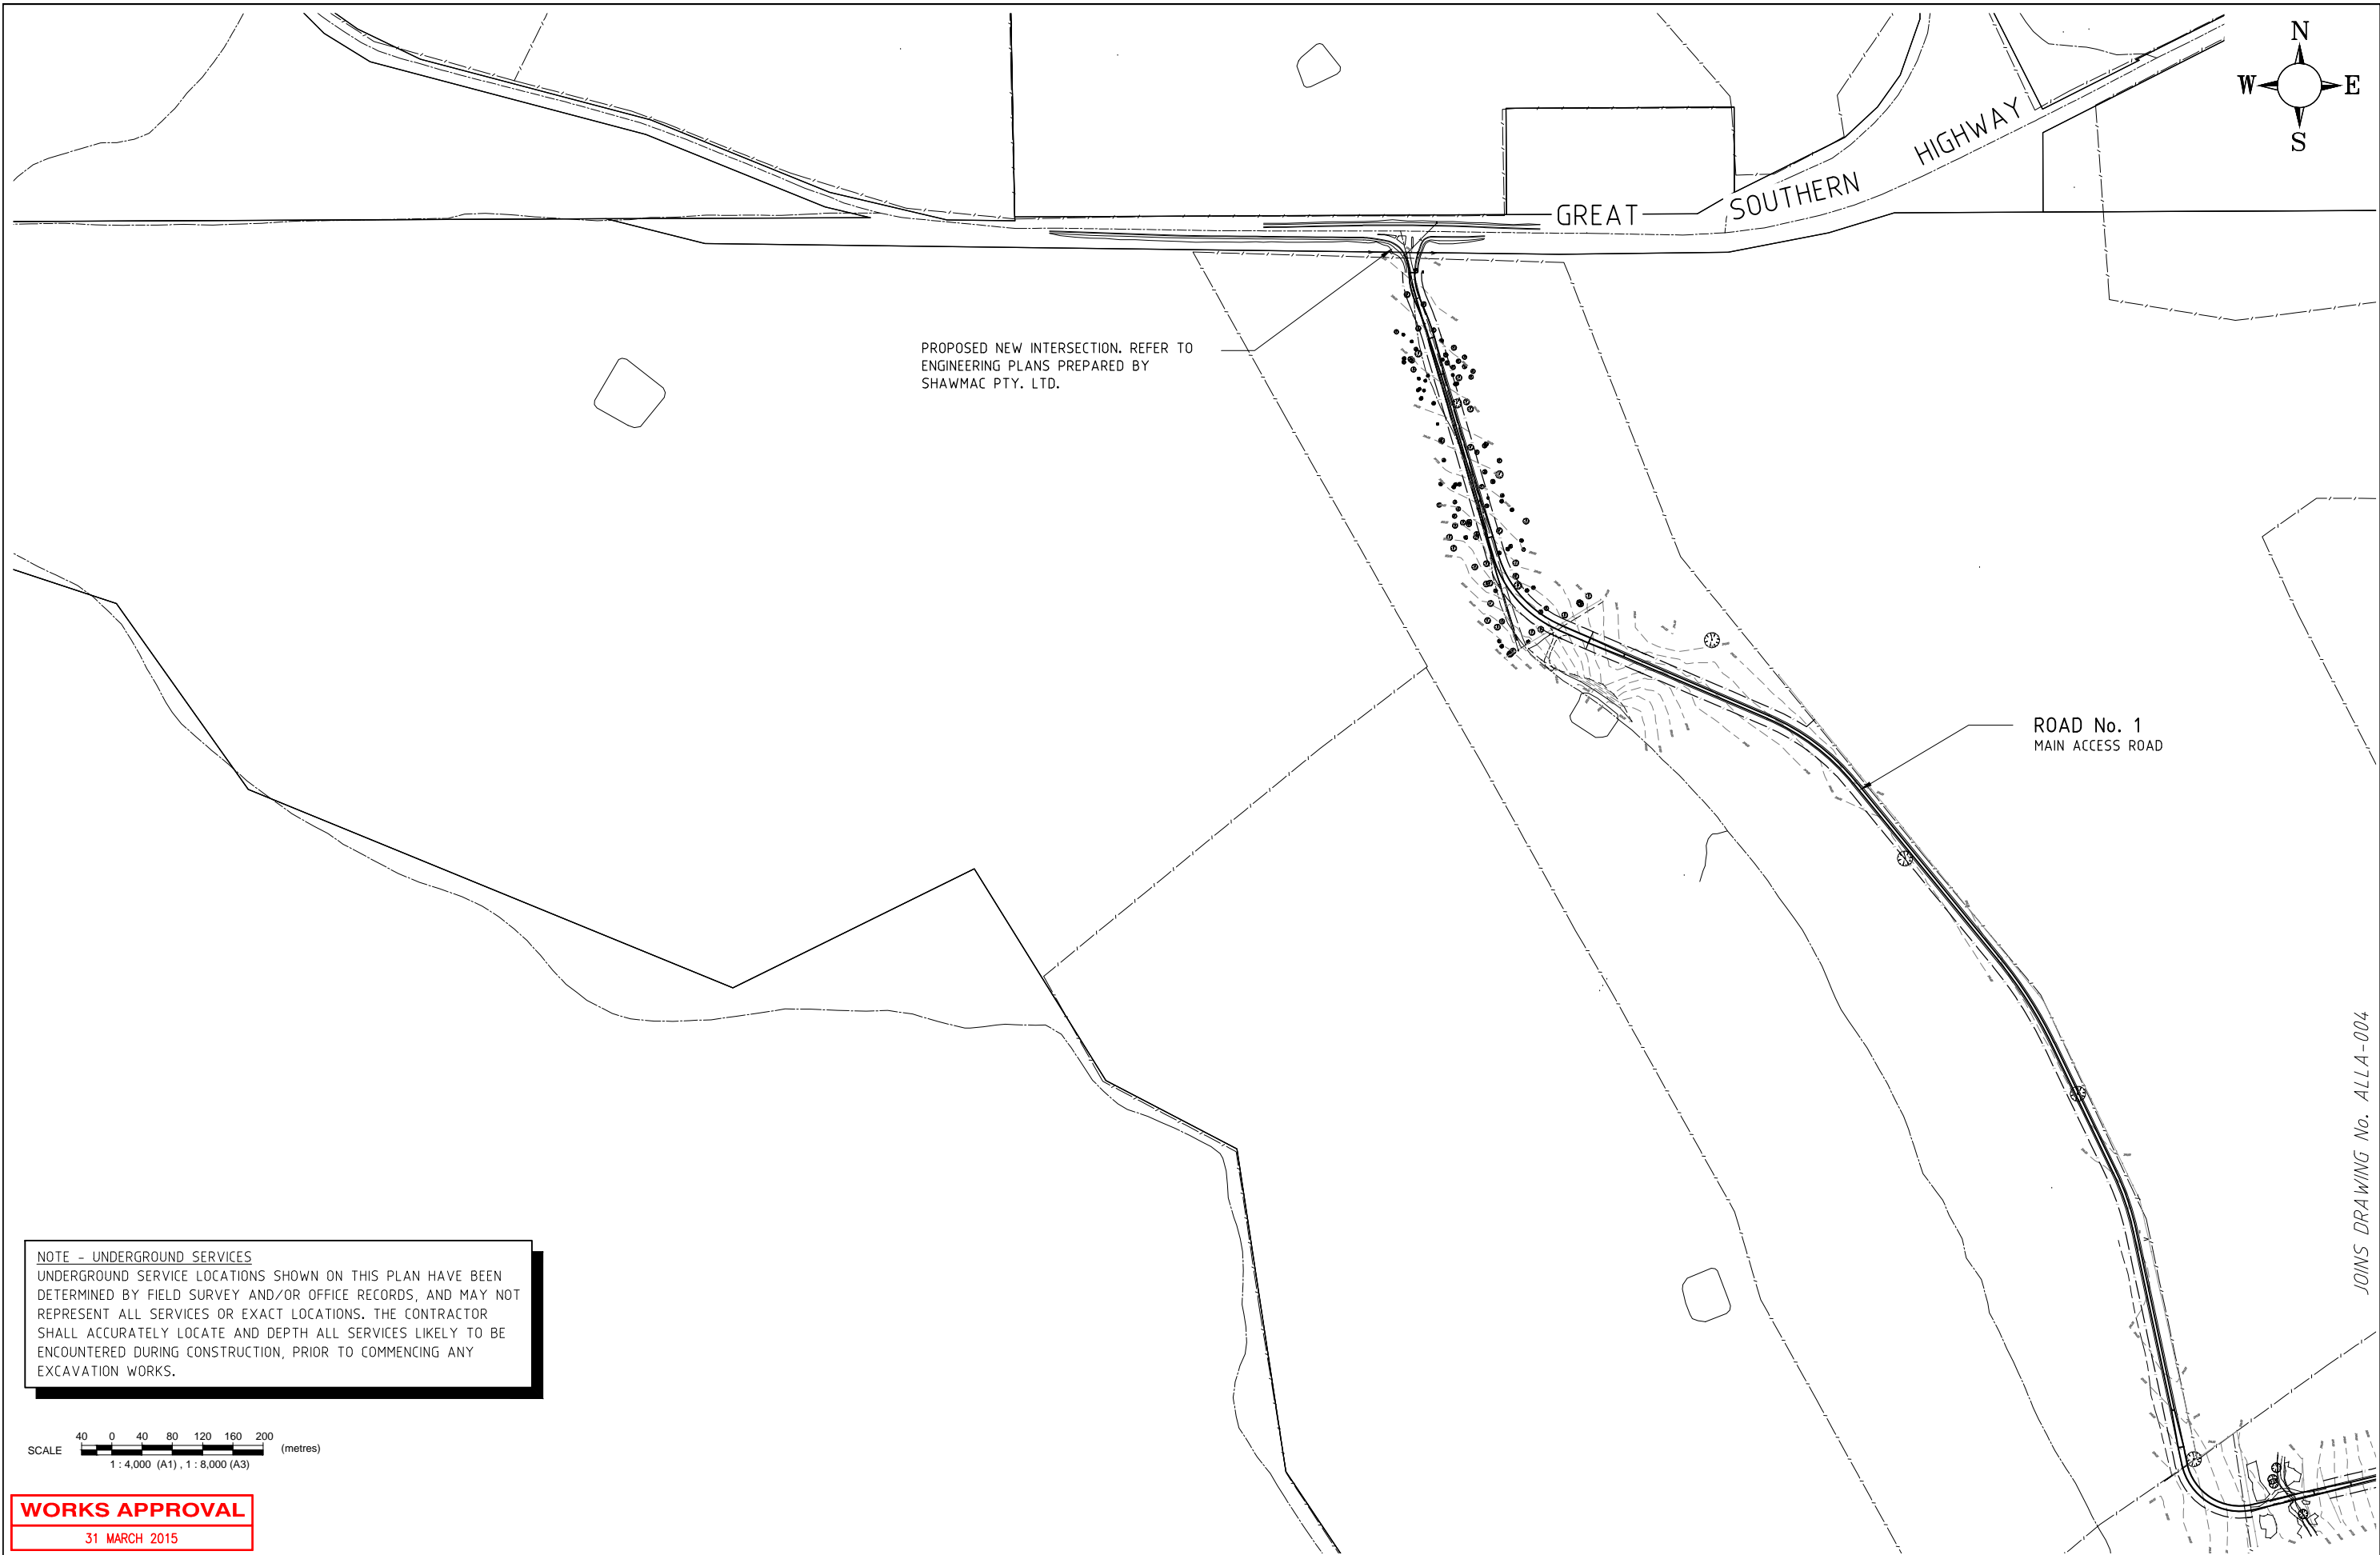 N
W E
S
GREAT SOUTHERN HIGHWAY
PROPOSED NEW INTERSECTION. REFER TO
ENGINEERING PLANS PREPARED BY
SHAWMAC PTY. LTD.
ROAD No. 1
MAIN ACCESS ROAD
JOINS DRAWING No. ALLA-004
NOTE - UNDERGROUND SERVICES
UNDERGROUND SERVICE LOCATIONS SHOWN ON THIS PLAN HAVE BEEN
DETERMINED BY FIELD SURVEY AND/OR OFFICE RECORDS, AND MAY NOT
REPRESENT ALL SERVICES OR EXACT LOCATIONS. THE CONTRACTOR
SHALL ACCURATELY LOCATE AND DEPTH ALL SERVICES LIKELY TO BE
ENCOUNTERED DURING CONSTRUCTION, PRIOR TO COMMENCING ANY
EXCAVATION WORKS.
40 0 40 80 120 160 200
SCALE (metres)
1 : 4,000 (A1) , 1 : 8,000 (A3)
WORKS APPROVAL
31 MARCH 2015